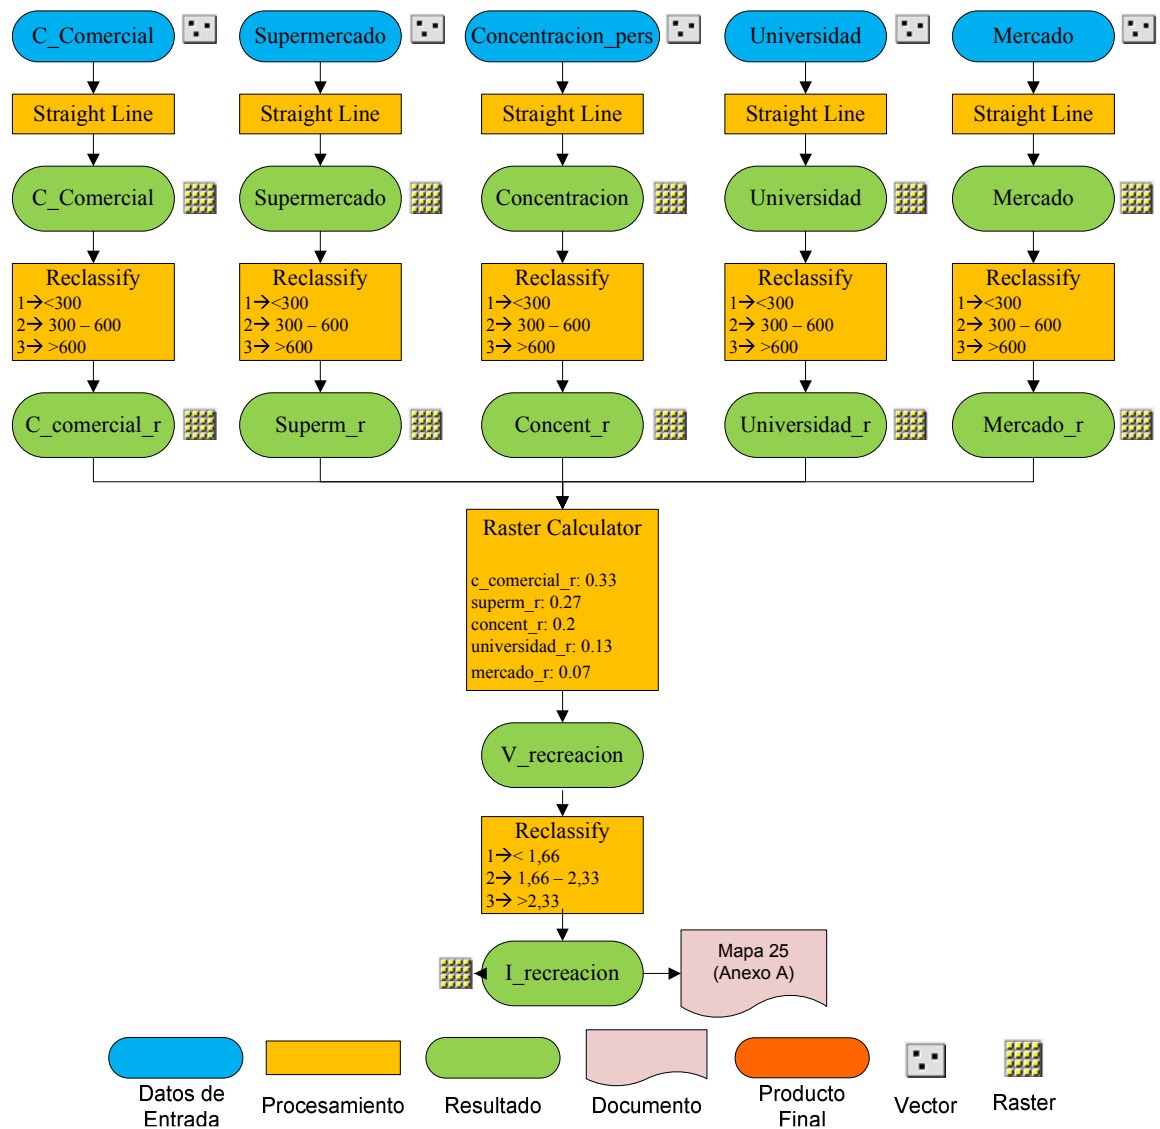 C_Comercial
Supermercado
Concentracion_pers
Universidad
Mercado
Straight Line
Straight Line
Straight Line
Straight Line
Straight Line
C_Comercial
Supermercado
Concentracion
Universidad
Mercado
Reclassify
1→<300
2→ 300 – 600
3→ >600
Reclassify
1→<300
2→ 300 – 600
3→ >600
Reclassify
1→<300
2→ 300 – 600
3→ >600
Reclassify
1→<300
2→ 300 – 600
3→ >600
Reclassify
1→<300
2→ 300 – 600
3→ >600
C_comercial_r
Superm_r
Concent_r
Universidad_r
Mercado_r
Raster Calculator
c_comercial_r: 0.33
superm_r: 0.27
concent_r: 0.2
universidad_r: 0.13
mercado_r: 0.07
V_recreacion
Reclassify
1→< 1,66
2→ 1,66 – 2,33
3→ >2,33
I_recreacion
Mapa 25
(Anexo A)
Datos de
Entrada
Procesamiento
Resultado
Documento
Producto
Final
Vector
Raster